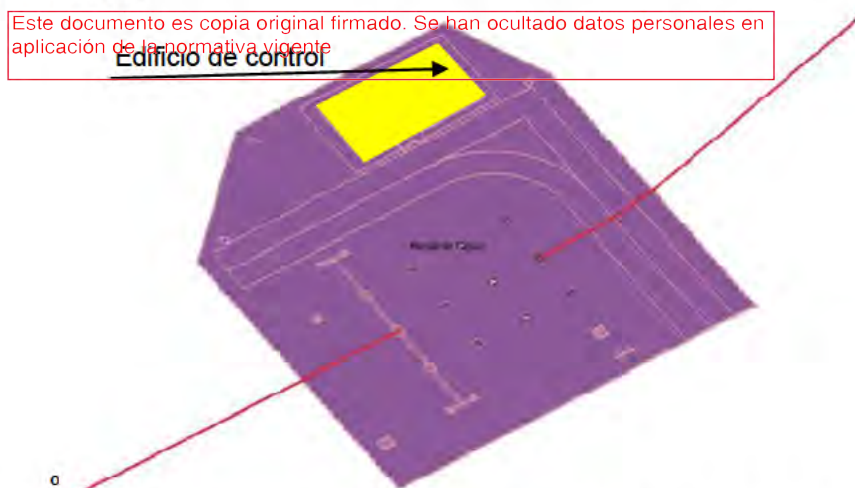 Este documento es copia original firmado. Se han ocultado datos personales en
aplicación de la normativa vigente
Edificio de control
o